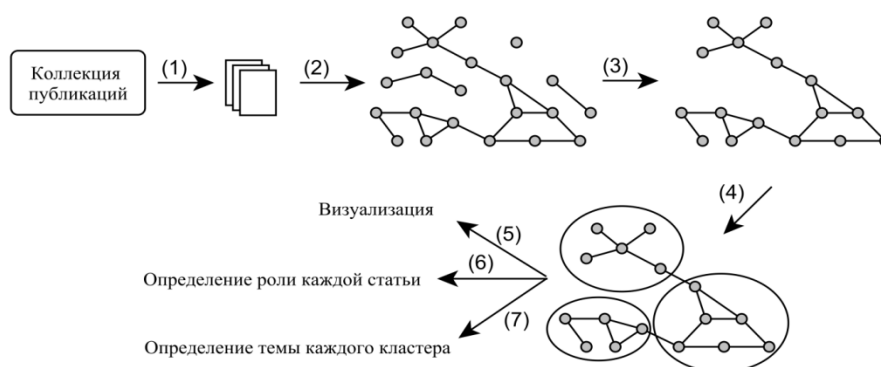 Коллекция
публикаций
(1)
(2)
(3)
(4)
Визуализация
(5)
Определение роли каждой статьи
(6)
Определение темы каждого кластера
(7)